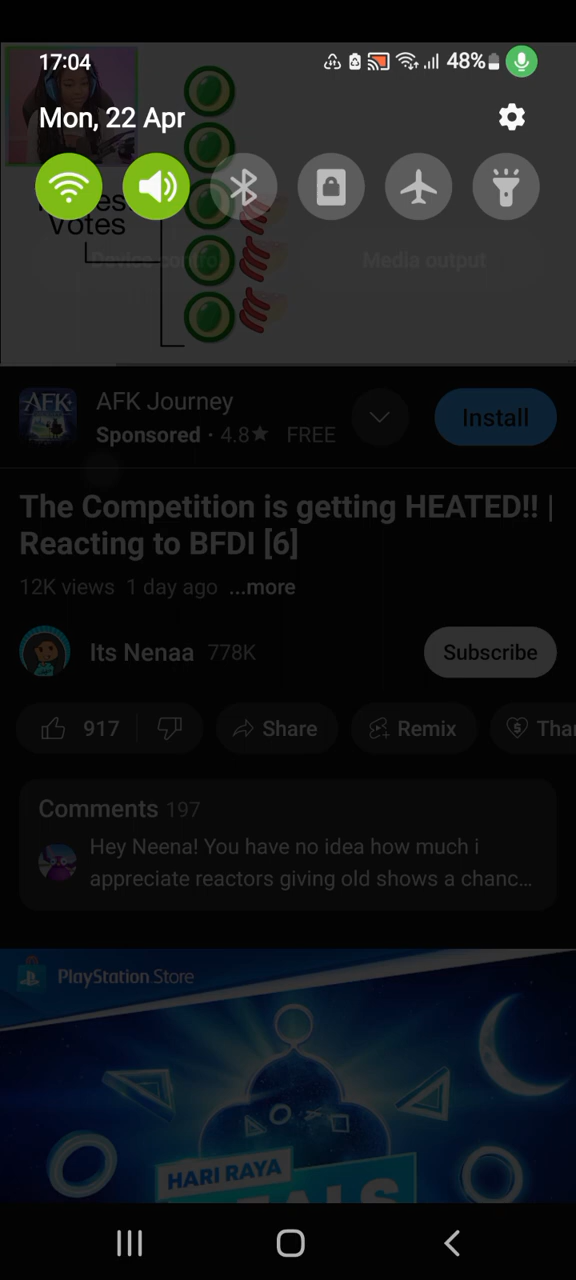 17:04
48%
Mon, 22 Apr
Votes
Device control
Media output
AFK
AFK Journey
Sponsored · 4.8★ FREE
Install
The Competition is getting HEATED!! |
Reacting to BFDI [6]
12K views 1 day ago ...more
Its Nenaa 778K
Subscribe
917
Share
Remix
Than
Comments 197
Hey Neena! You have no idea how much i
appreciate reactors giving old shows a chanc...
PlayStation Store
HARI RAYA
DEALS